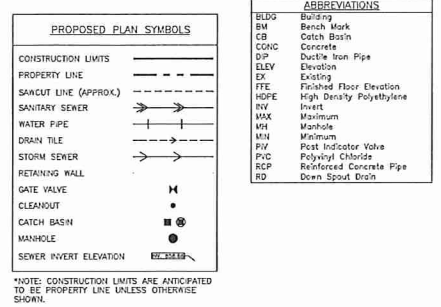 PROPOSED PLAN SYMBOLS
CONSTRUCTION LIMITS
PROPERTY LINE
SAWCUT LINE (APPROX.)
SANITARY SEWER
WATER PIPE
DRAIN TILE
STORM SEWER
RETAINING WALL
GATE VALVE
CLEANOUT
CATCH BASIN
MANHOLE
SEWER INVERT ELEVATION
*NOTE: CONSTRUCTION LIMITS ARE ANTICIPATED
TO BE PROPERTY LINE UNLESS OTHERWISE
SHOWN.
ABBREVIATIONS
BLDG Building
BM Bench Mark
CB Catch Basin
CONC Concrete
DIP Ductile Iron Pipe
ELEV Elevation
EX Existing
FFE Finished Floor Elevation
HDPE High Density Polyethylene
INV Invert
MAX Maximum
MH Manhole
MIN Minimum
PIV Post Indicator Valve
PVC Polyvinyl Chloride
RCP Reinforced Concrete Pipe
RD Down Spout Drain